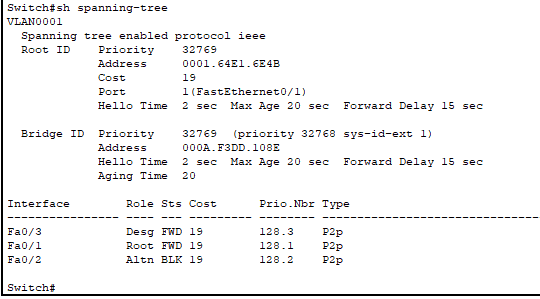 Switch#sh spanning-tree
VLAN0001
  Spanning tree enabled protocol ieee
  Root ID    Priority    32769
             Address     0001.64E1.6E4B
             Cost        19
             Port        1(FastEthernet0/1)
             Hello Time  2 sec  Max Age 20 sec  Forward Delay 15 sec

  Bridge ID  Priority    32769  (priority 32768 sys-id-ext 1)
             Address     000A.F3DD.108E
             Hello Time  2 sec  Max Age 20 sec  Forward Delay 15 sec
             Aging Time  20

Interface        Role Sts Cost      Prio.Nbr Type
---------------- ---- --- --------- -------- --------------------------------
Fa0/3            Desg FWD 19        128.3    P2p
Fa0/1            Root FWD 19        128.1    P2p
Fa0/2            Altn BLK 19        128.2    P2p

Switch#